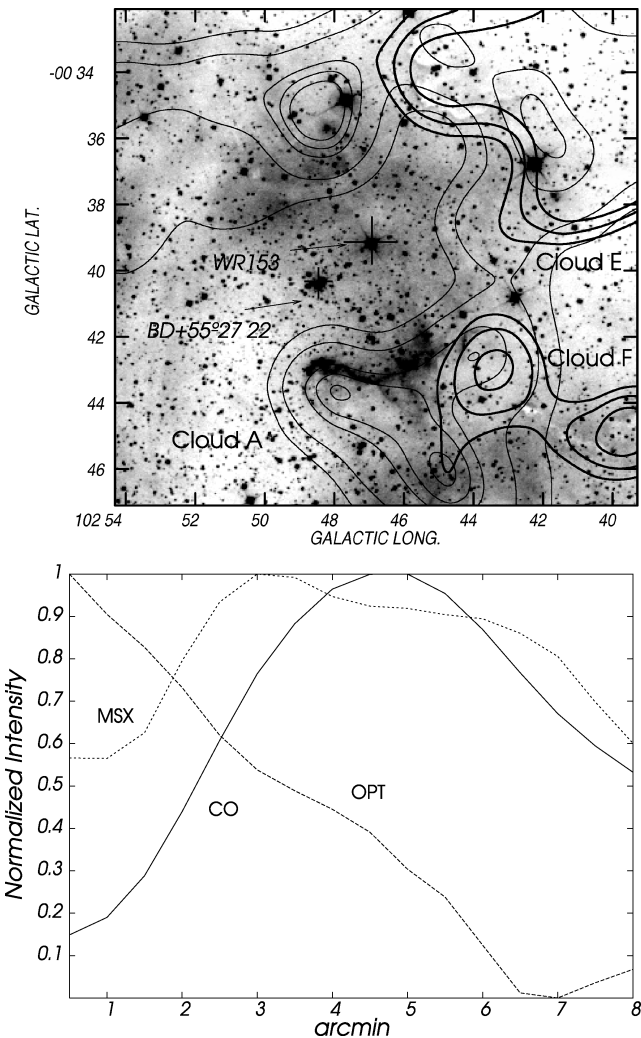 -00 34
36
38
40
42
44
46
GALACTIC LAT.
WR153
BD+55º27 22
Cloud E
Cloud F
Cloud A
102 54 52 50 48 46 44 42 40
GALACTIC LONG.
1
0.9
0.8
0.7
0.6
0.5
0.4
0.3
0.2
0.1
Normalized Intensity
MSX
CO
OPT
1 2 3 4 5 6 7 8
arcmin